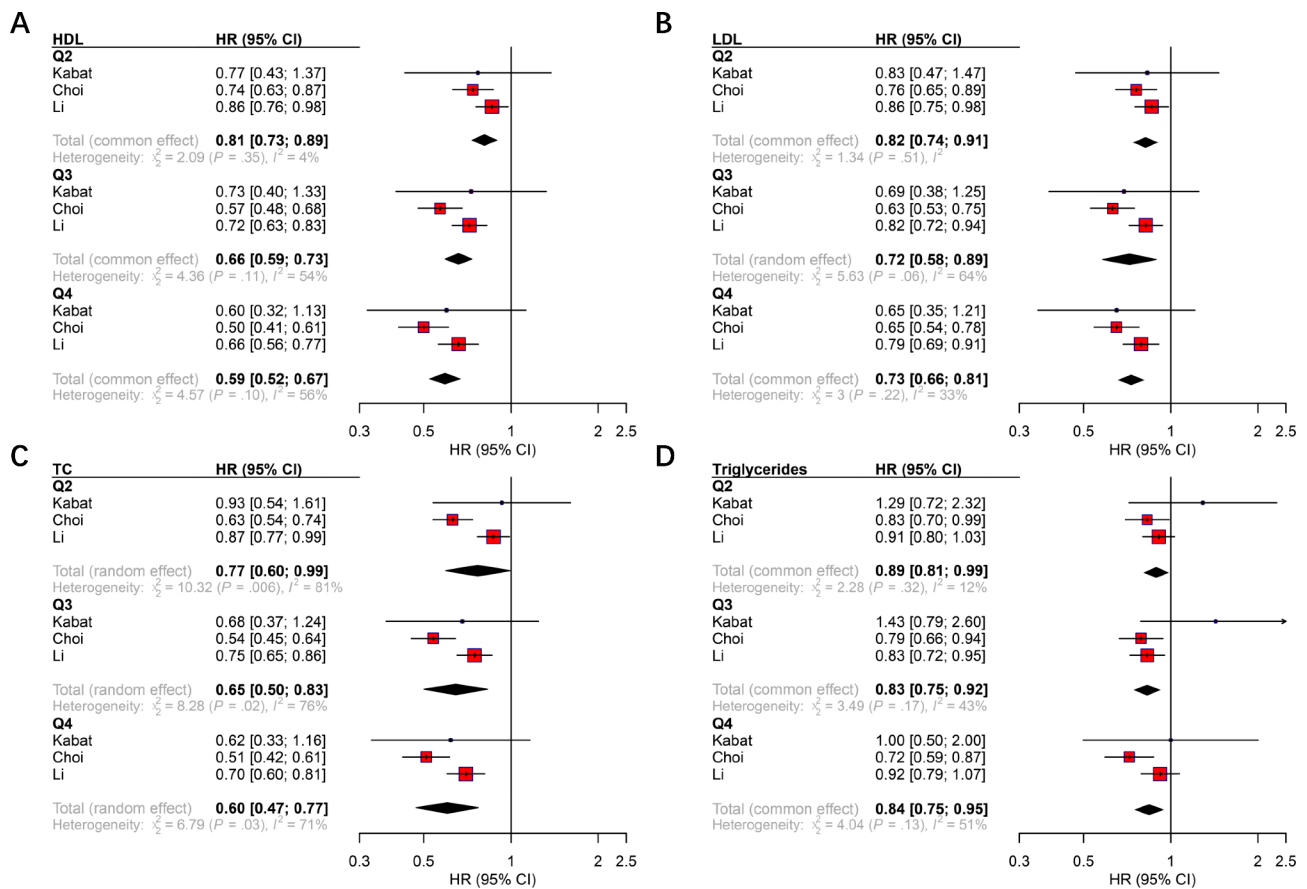 A
HDL HR (95% CI)
Q2
Kabat 0.77 [0.43; 1.37]
Choi 0.74 [0.63; 0.87]
Li 0.86 [0.76; 0.98]
Total (common effect) 0.81 [0.73; 0.89]
Heterogeneity: χ²₂ = 2.09 (P = .35), I² = 4%
Q3
Kabat 0.73 [0.40; 1.33]
Choi 0.57 [0.48; 0.68]
Li 0.72 [0.63; 0.83]
Total (common effect) 0.66 [0.59; 0.73]
Heterogeneity: χ²₂ = 4.36 (P = .11), I² = 54%
Q4
Kabat 0.60 [0.32; 1.13]
Choi 0.50 [0.41; 0.61]
Li 0.66 [0.56; 0.77]
Total (common effect) 0.59 [0.52; 0.67]
Heterogeneity: χ²₂ = 4.57 (P = .10), I² = 56%
0.3 0.5 1 2 2.5
HR (95% CI)
B
LDL HR (95% CI)
Q2
Kabat 0.83 [0.47; 1.47]
Choi 0.76 [0.65; 0.89]
Li 0.86 [0.75; 0.98]
Total (common effect) 0.82 [0.74; 0.91]
Heterogeneity: χ²₂ = 1.34 (P = .51), I²
Q3
Kabat 0.69 [0.38; 1.25]
Choi 0.63 [0.53; 0.75]
Li 0.82 [0.72; 0.94]
Total (random effect) 0.72 [0.58; 0.89]
Heterogeneity: χ²₂ = 5.63 (P = .06), I² = 64%
Q4
Kabat 0.65 [0.35; 1.21]
Choi 0.65 [0.54; 0.78]
Li 0.79 [0.69; 0.91]
Total (common effect) 0.73 [0.66; 0.81]
Heterogeneity: χ²₂ = 3 (P = .22), I² = 33%
0.3 0.5 1 2 2.5
HR (95% CI)
C
TC HR (95% CI)
Q2
Kabat 0.93 [0.54; 1.61]
Choi 0.63 [0.54; 0.74]
Li 0.87 [0.77; 0.99]
Total (random effect) 0.77 [0.60; 0.99]
Heterogeneity: χ²₂ = 10.32 (P = .006), I² = 81%
Q3
Kabat 0.68 [0.37; 1.24]
Choi 0.54 [0.45; 0.64]
Li 0.75 [0.65; 0.86]
Total (random effect) 0.65 [0.50; 0.83]
Heterogeneity: χ²₂ = 8.28 (P = .02), I² = 76%
Q4
Kabat 0.62 [0.33; 1.16]
Choi 0.51 [0.42; 0.61]
Li 0.70 [0.60; 0.81]
Total (random effect) 0.60 [0.47; 0.77]
Heterogeneity: χ²₂ = 6.79 (P = .03), I² = 71%
0.3 0.5 1 2 2.5
HR (95% CI)
D
Triglycerides HR (95% CI)
Q2
Kabat 1.29 [0.72; 2.32]
Choi 0.83 [0.70; 0.99]
Li 0.91 [0.80; 1.03]
Total (common effect) 0.89 [0.81; 0.99]
Heterogeneity: χ²₂ = 2.28 (P = .32), I² = 12%
Q3
Kabat 1.43 [0.79; 2.60]
Choi 0.79 [0.66; 0.94]
Li 0.83 [0.72; 0.95]
Total (common effect) 0.83 [0.75; 0.92]
Heterogeneity: χ²₂ = 3.49 (P = .17), I² = 43%
Q4
Kabat 1.00 [0.50; 2.00]
Choi 0.72 [0.59; 0.87]
Li 0.92 [0.79; 1.07]
Total (common effect) 0.84 [0.75; 0.95]
Heterogeneity: χ²₂ = 4.04 (P = .13), I² = 51%
0.3 0.5 1 2 2.5
HR (95% CI)